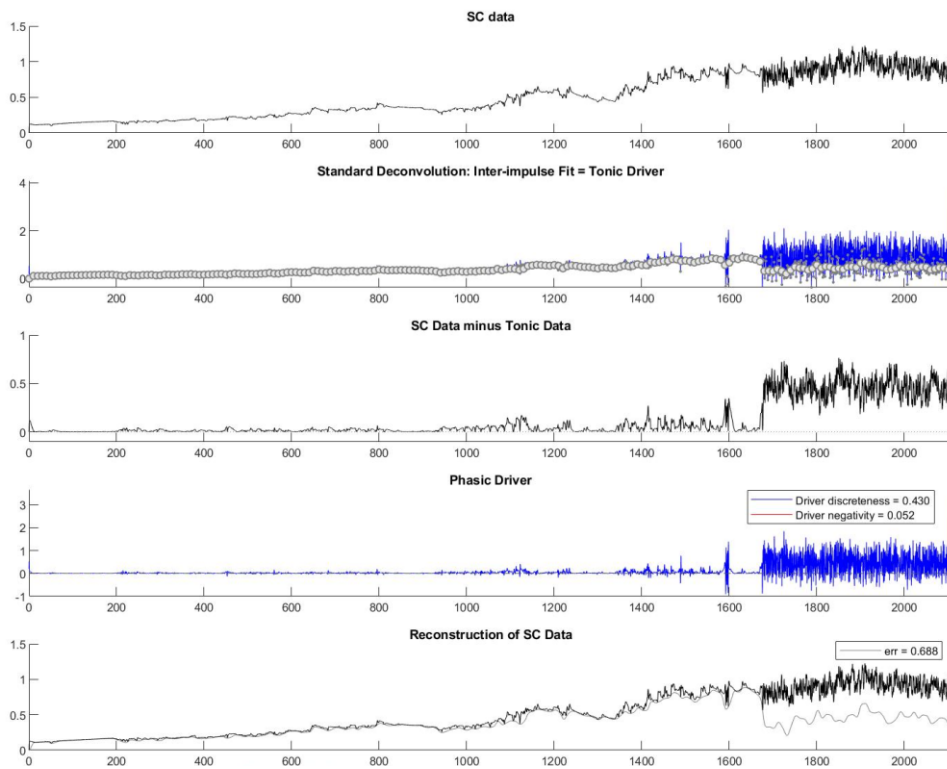 SC data
1.5
1
0.5
0
0 200 400 600 800 1000 1200 1400 1600 1800 2000
Standard Deconvolution: Inter-impulse Fit = Tonic Driver
4
2
0
0 200 400 600 800 1000 1200 1400 1600 1800 2000
SC Data minus Tonic Data
1
0.5
0
0 200 400 600 800 1000 1200 1400 1600 1800 2000
Phasic Driver
3
2
1
0
-1
Driver discreteness = 0.430
Driver negativity = 0.052
0 200 400 600 800 1000 1200 1400 1600 1800 2000
Reconstruction of SC Data
1.5
1
0.5
0
err = 0.688
0 200 400 600 800 1000 1200 1400 1600 1800 2000